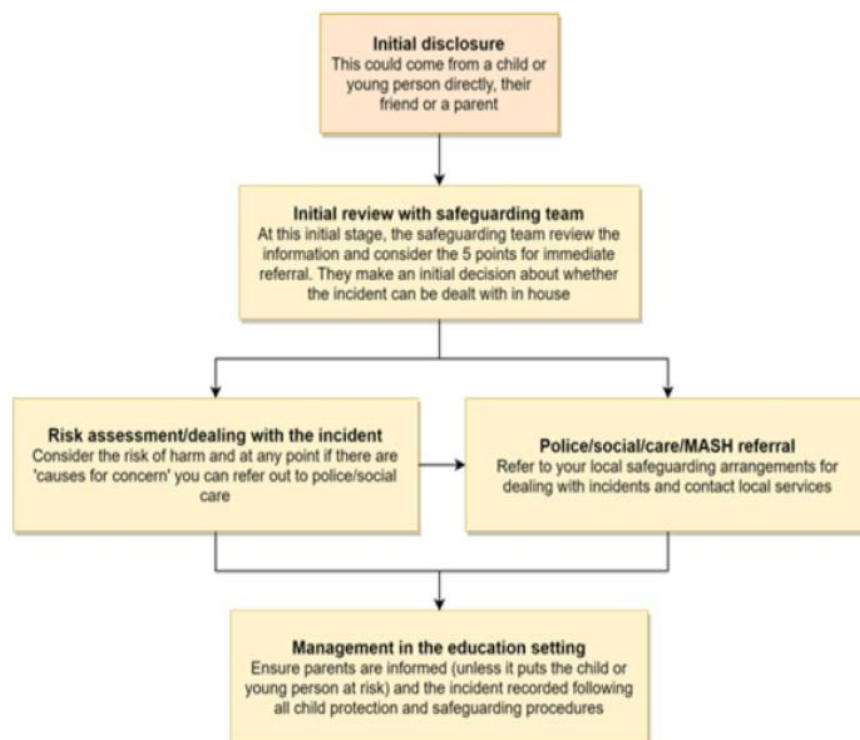 Initial disclosure
This could come from a child or
young person directly, their
friend or a parent
Initial review with safeguarding team
At this initial stage, the safeguarding team review the
information and consider the 5 points for immediate
referral. They make an initial decision about whether
the incident can be dealt with in house
Risk assessment/dealing with the incident
Consider the risk of harm and at any point if there are
'causes for concern' you can refer out to police/social
care
Police/social/care/MASH referral
Refer to your local safeguarding arrangements for
dealing with incidents and contact local services
Management in the education setting
Ensure parents are informed (unless it puts the child or
young person at risk) and the incident recorded following
all child protection and safeguarding procedures